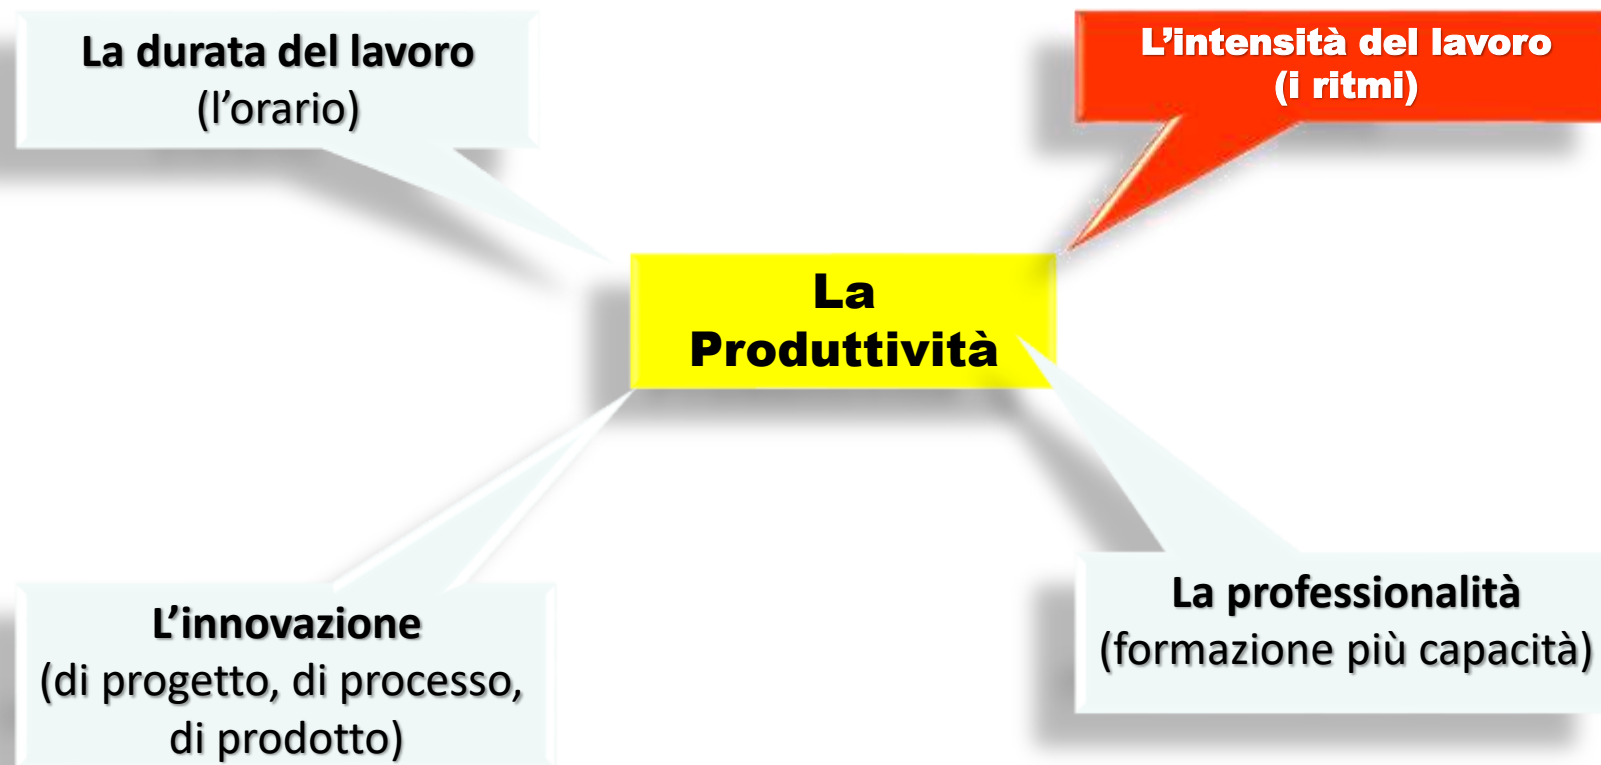 La durata del lavoro
(l’orario)
L’intensità del lavoro
(i ritmi)
La
Produttività
L’innovazione
(di progetto, di processo,
di prodotto)
La professionalità
(formazione più capacità)